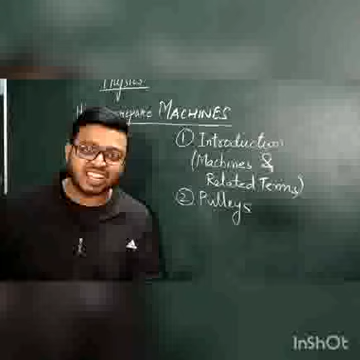 Physics
MACHINES
① Introduction
(Machines &
Related Terms)
② Pulleys
InShOt